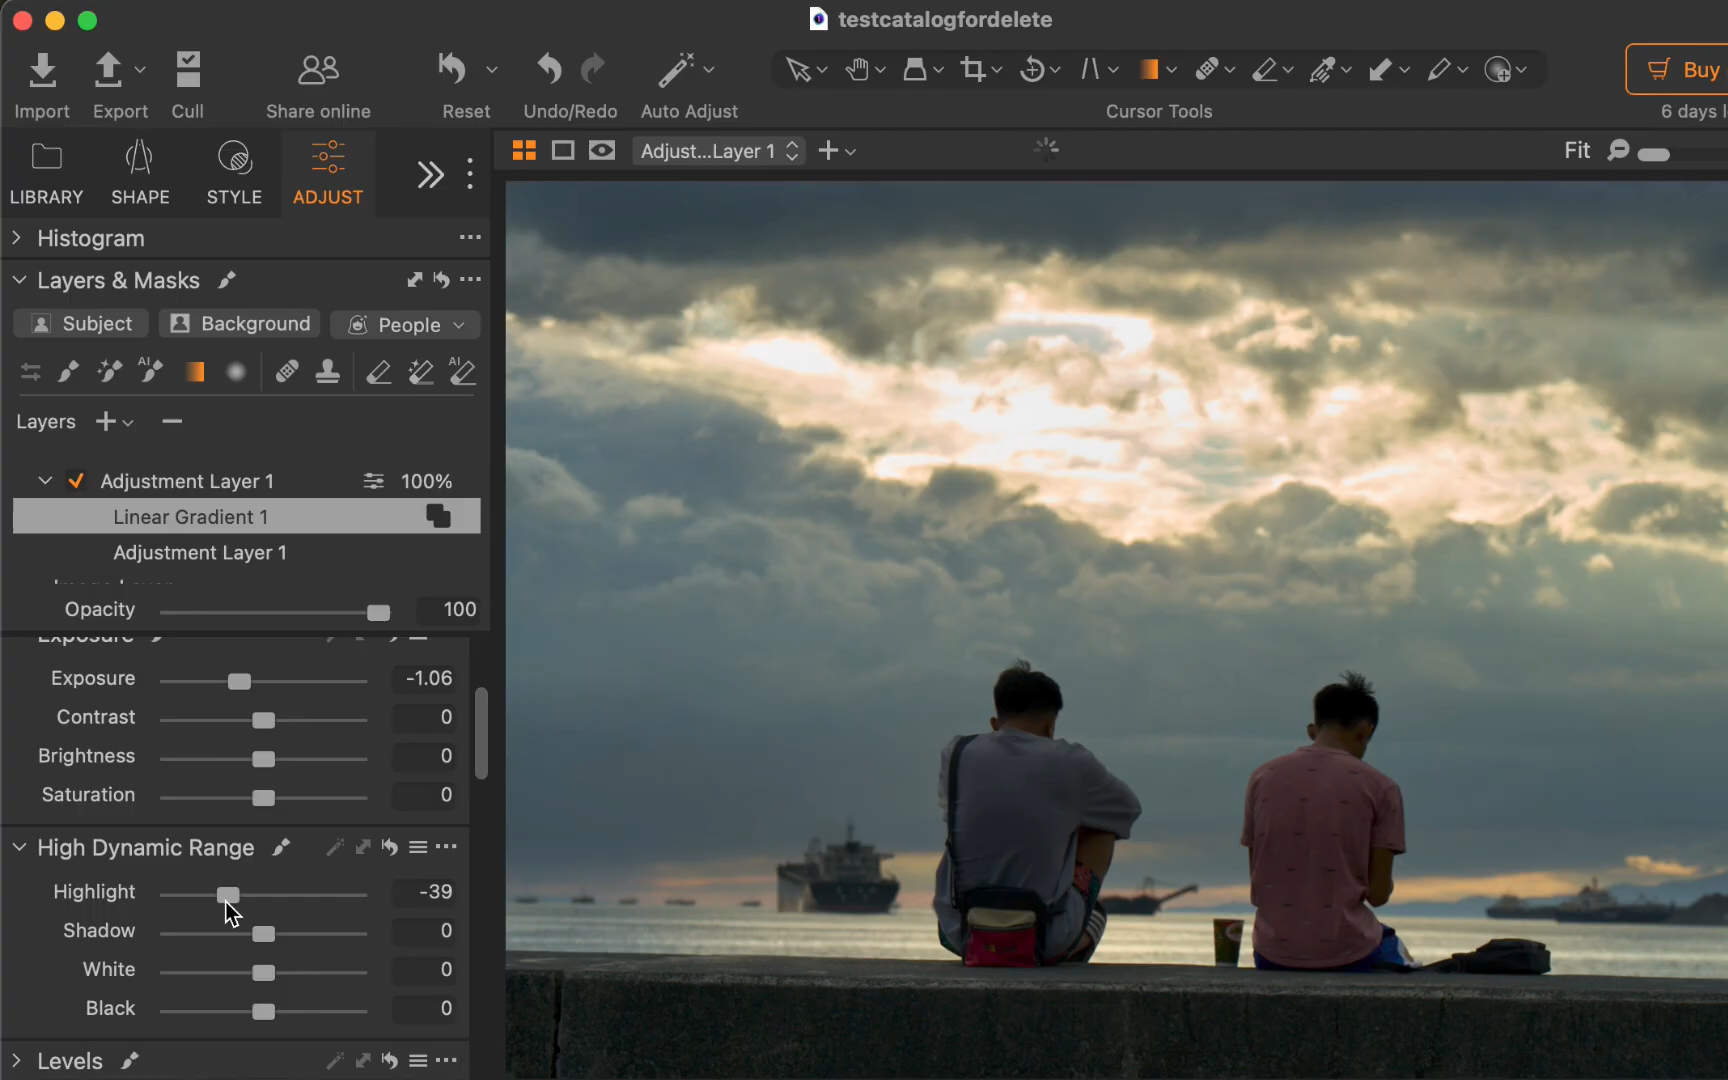 testcatalogfordelete
Import
Export
Cull
Share online
Reset
Undo/Redo
Auto Adjust
Cursor Tools
Buy
6 days
LIBRARY
SHAPE
STYLE
ADJUST
Adjust...Layer 1
Fit
Histogram
Layers & Masks
Subject
Background
People
AI
AI
Layers
Adjustment Layer 1 100%
Linear Gradient 1
Adjustment Layer 1
Opacity 100
Exposure
Exposure -1.06
Contrast 0
Brightness 0
Saturation 0
High Dynamic Range
Highlight -39
Shadow 0
White 0
Black 0
Levels